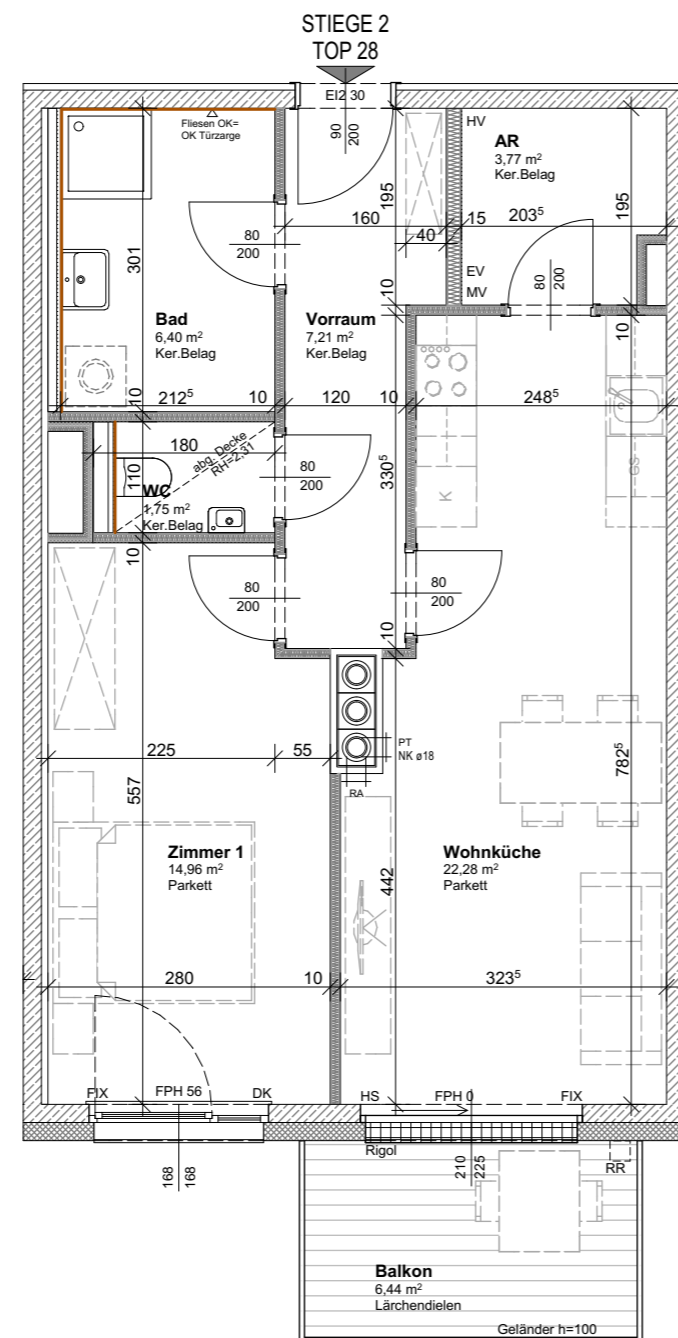 STIEGE 2
TOP 28
EI2 30
90
200
Fliesen OK=
OK Türzarge
HV
AR
3,77 m²
Ker.Belag
195
160
15
203⁵
195
40
80
200
301
EV
MV
80
200
10
10
Bad
6,40 m²
Ker.Belag
Vorraum
7,21 m²
Ker.Belag
10
212⁵
10
120
10
248⁵
180
abg. Decke
RH=2,31
110
WC
1,75 m²
Ker.Belag
80
200
330⁵
K
GS
10
80
200
80
200
10
PT
NK ø18
RA
225
55
557
782⁵
Zimmer 1
14,96 m²
Parkett
442
Wohnküche
22,28 m²
Parkett
280
10
323⁵
FIX
FPH 56
DK
HS
FPH 0
FIX
168
168
Rigol
210
225
RR
Balkon
6,44 m²
Lärchendielen
Geländer h=100